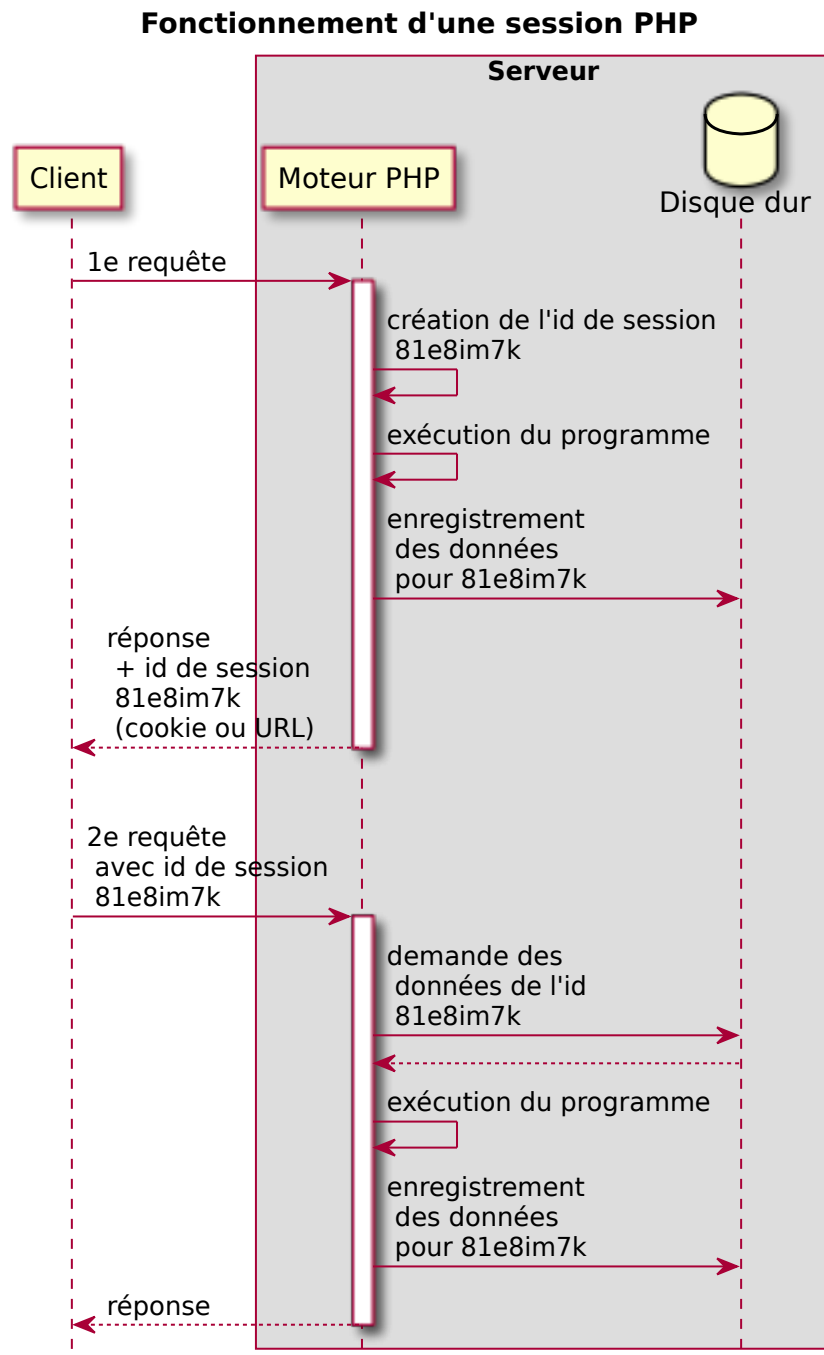 Fonctionnement d'une session PHP
Serveur
Client
Moteur PHP
Disque dur
1e requête
création de l'id de session
81e8im7k
exécution du programme
enregistrement
des données
pour 81e8im7k
réponse
+ id de session
81e8im7k
(cookie ou URL)
2e requête
avec id de session
81e8im7k
demande des
données de l'id
81e8im7k
exécution du programme
enregistrement
des données
pour 81e8im7k
réponse